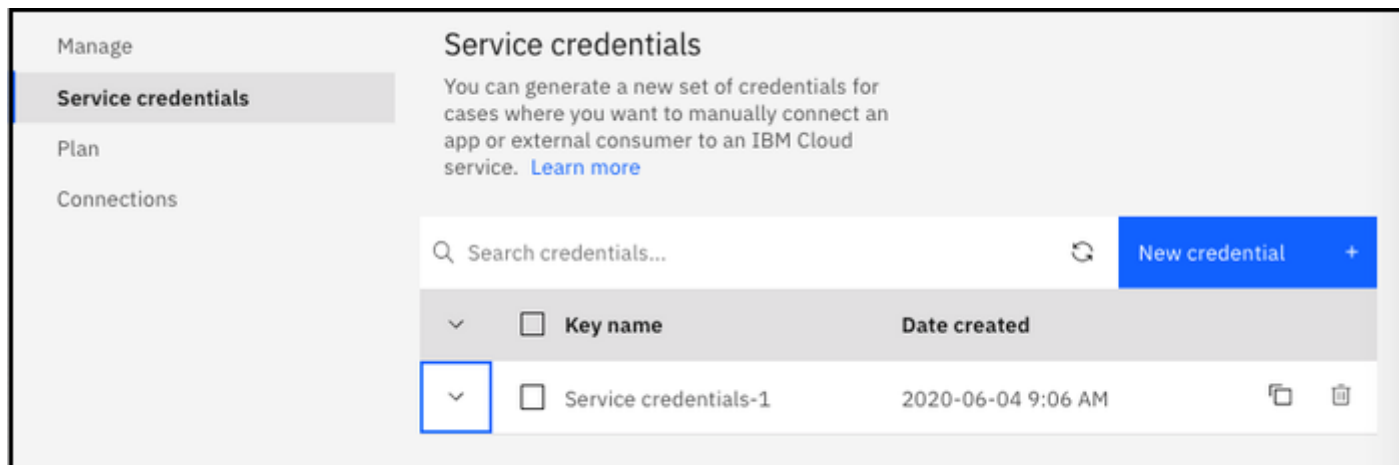 Manage
Service credentials
Plan
Connections
Service credentials
You can generate a new set of credentials for
cases where you want to manually connect an
app or external consumer to an IBM Cloud
service. Learn more
Search credentials...
New credential +
Key name Date created
Service credentials-1 2020-06-04 9:06 AM